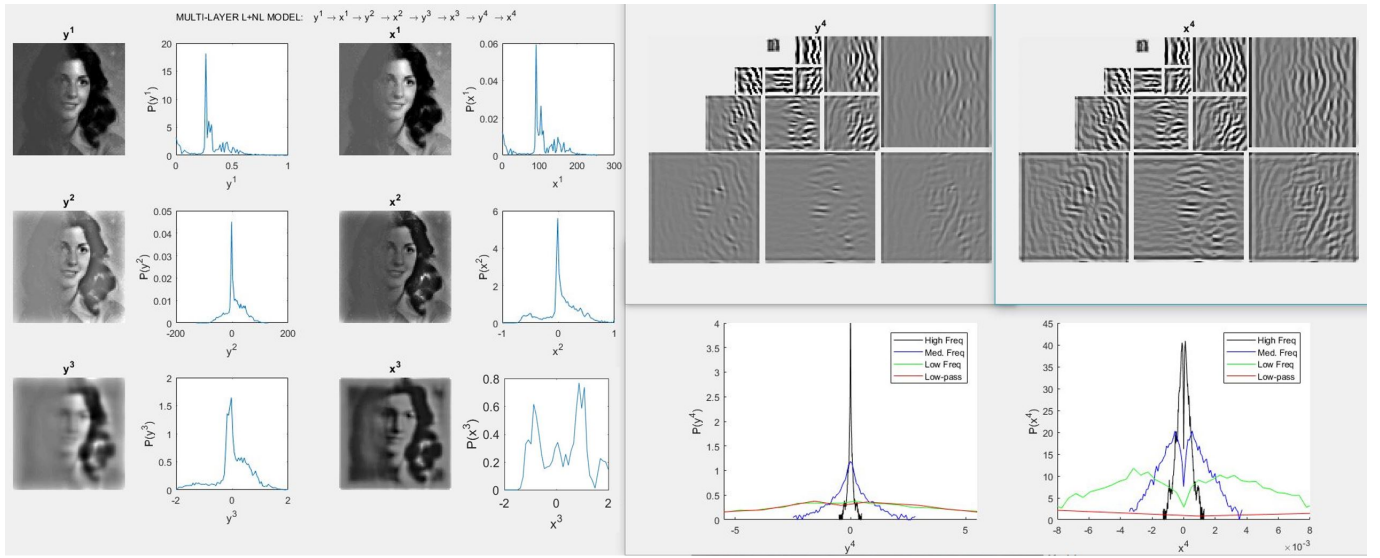 MULTI-LAYER L+NL MODEL: y¹ → x¹ → y² → x² → y³ → x³ → y⁴ → x⁴
y¹
P(y¹)
20
15
10
5
0
0 0.5 1
y¹
x¹
P(x¹)
0.06
0.04
0.02
0
0 100 200 300
x¹
y²
P(y²)
0.05
0.04
0.03
0.02
0.01
0
-200 0 200
y²
x²
P(x²)
6
4
2
0
-1 0 1
x²
y³
P(y³)
2
1.5
1
0.5
0
-2 0 2
y³
x³
P(x³)
0.8
0.6
0.4
0.2
0
-2 0 2
x³
y⁴
x⁴
P(y⁴)
4
3.5
3
2.5
2
1.5
1
0.5
0
-5 0 5
y⁴
High Freq
Med. Freq
Low Freq
Low-pass
P(x⁴)
45
40
35
30
25
20
15
10
5
0
-8 -6 -4 -2 0 2 4 6 8
x⁴
×10⁻³
High Freq
Med. Freq
Low Freq
Low-pass